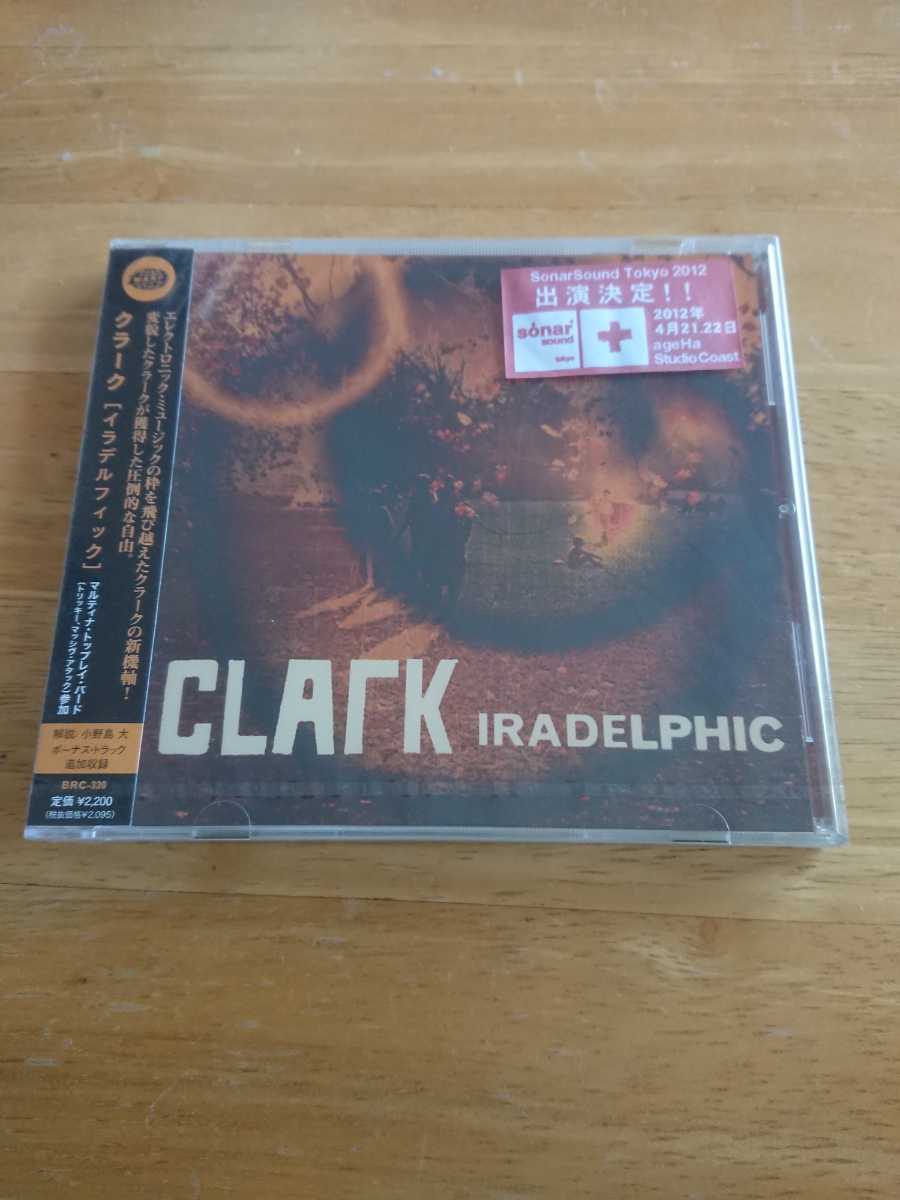 エレクトロニック・ミュージックの枠を飛び越えたクラークの新機軸!
変貌したクラークが獲得した圧倒的な自由。
クラーク [イラデルフィック]
マルティナ・トップレイ・バード
[トリッキー、マッシヴ・アタック] 参加
解説: 小野島 大
ボーナス・トラック
追加収録
BRC-320
定価 ¥2,200
(税抜価格¥2,095)
SonarSound Tokyo 2012
出演決定!!
sónar
sound
tokyo
2012年
4月21.22日
ageHa
Studio Coast
CLArK IRADELPHIC